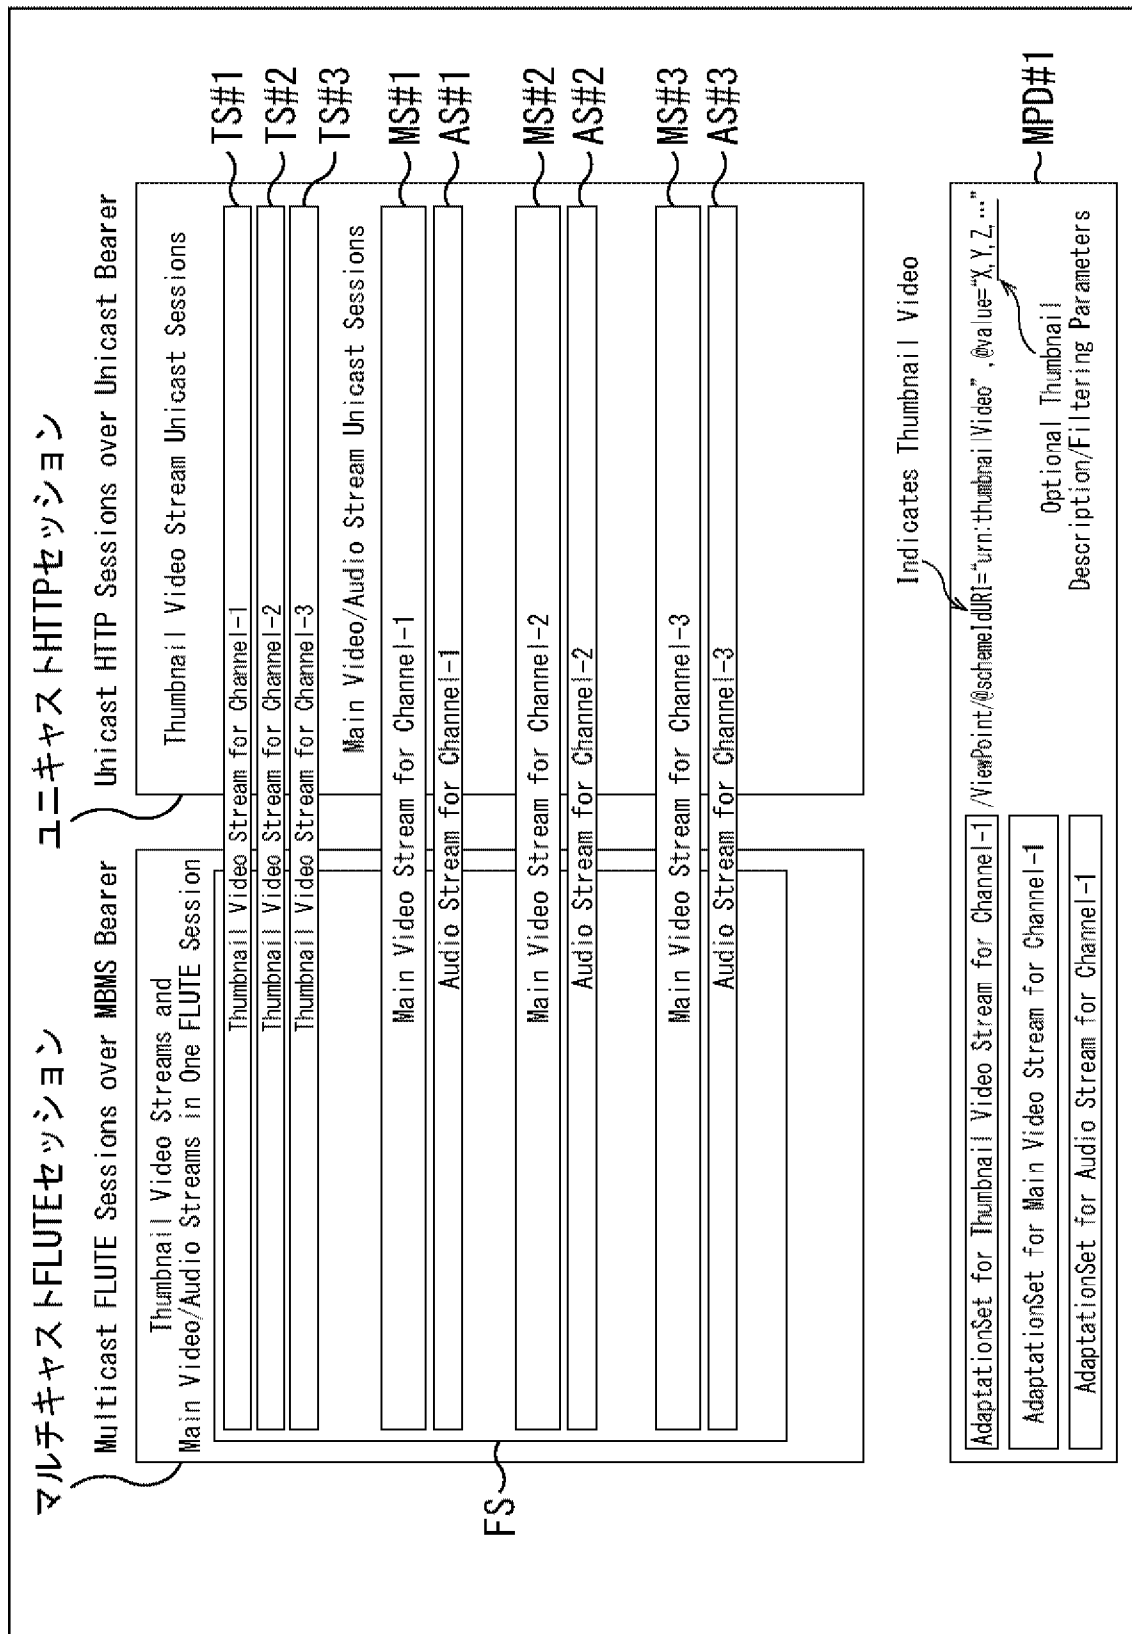 マルチキャストFLUTEセッション
Multicast FLUTE Sessions over MBMS Bearer
Thumbnail Video Streams and
Main Video/Audio Streams in One FLUTE Session
ユニキャストHTTPセッション
Unicast HTTP Sessions over Unicast Bearer
Thumbnail Video Stream Unicast Sessions
Thumbnail Video Stream for Channel-1
TS#1
Thumbnail Video Stream for Channel-2
TS#2
Thumbnail Video Stream for Channel-3
TS#3
Main Video/Audio Stream Unicast Sessions
Main Video Stream for Channel-1
MS#1
Audio Stream for Channel-1
AS#1
Main Video Stream for Channel-2
MS#2
Audio Stream for Channel-2
AS#2
Main Video Stream for Channel-3
MS#3
Audio Stream for Channel-3
AS#3
FS
Indicates Thumbnail Video
AdaptationSet for Thumbnail Video Stream for Channel-1 /ViewPoint/@schemeIdURI="urn:thumbnailVideo",@value="X,Y,Z,..."
MPD#1
AdaptationSet for Main Video Stream for Channel-1
AdaptationSet for Audio Stream for Channel-1
Optional Thumbnail
Description/Filtering Parameters